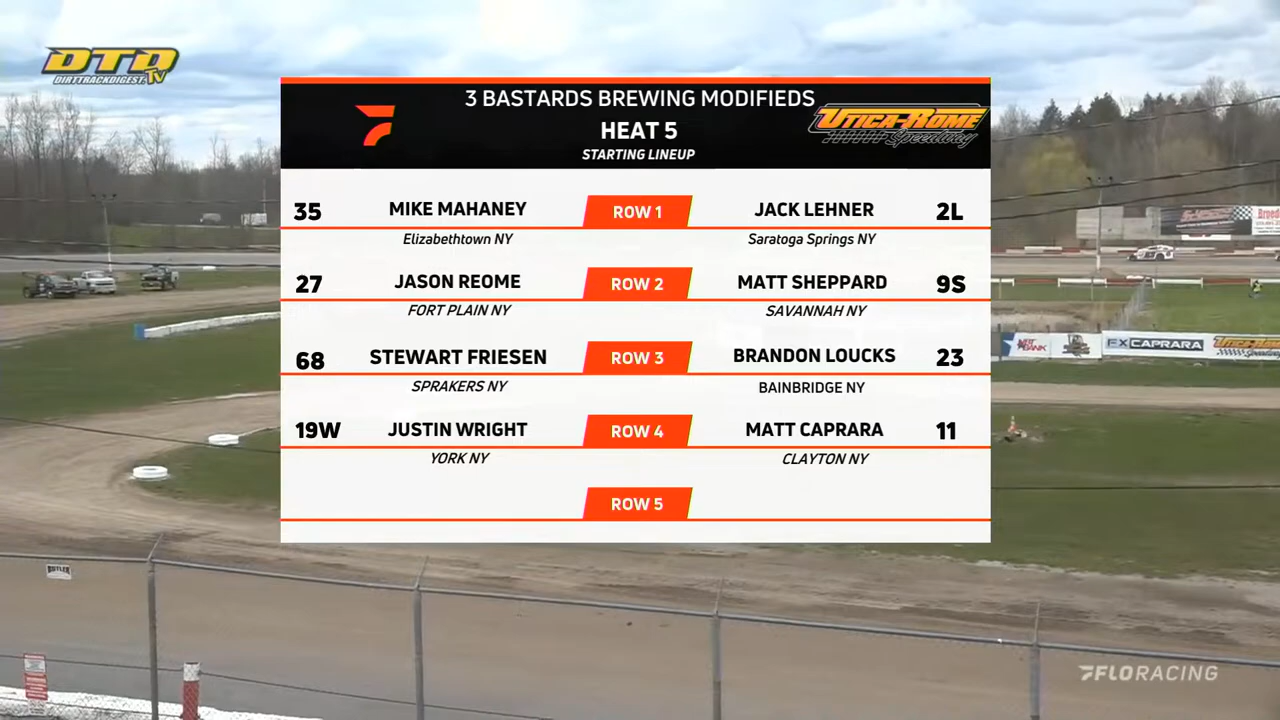 DTD
DIRTTRACKDIGEST.TV
3 BASTARDS BREWING MODIFIEDS
HEAT 5
STARTING LINEUP
UTICA-ROME
Speedway
35 MIKE MAHANEY ROW 1 JACK LEHNER 2L
Elizabethtown NY Saratoga Springs NY
27 JASON REOME ROW 2 MATT SHEPPARD 9S
FORT PLAIN NY SAVANNAH NY
68 STEWART FRIESEN ROW 3 BRANDON LOUCKS 23
SPRAKERS NY BAINBRIDGE NY
19W JUSTIN WRIGHT ROW 4 MATT CAPRARA 11
YORK NY CLAYTON NY
ROW 5
FX CAPRARA
UTICA-ROME
BUTLER
FLORACING